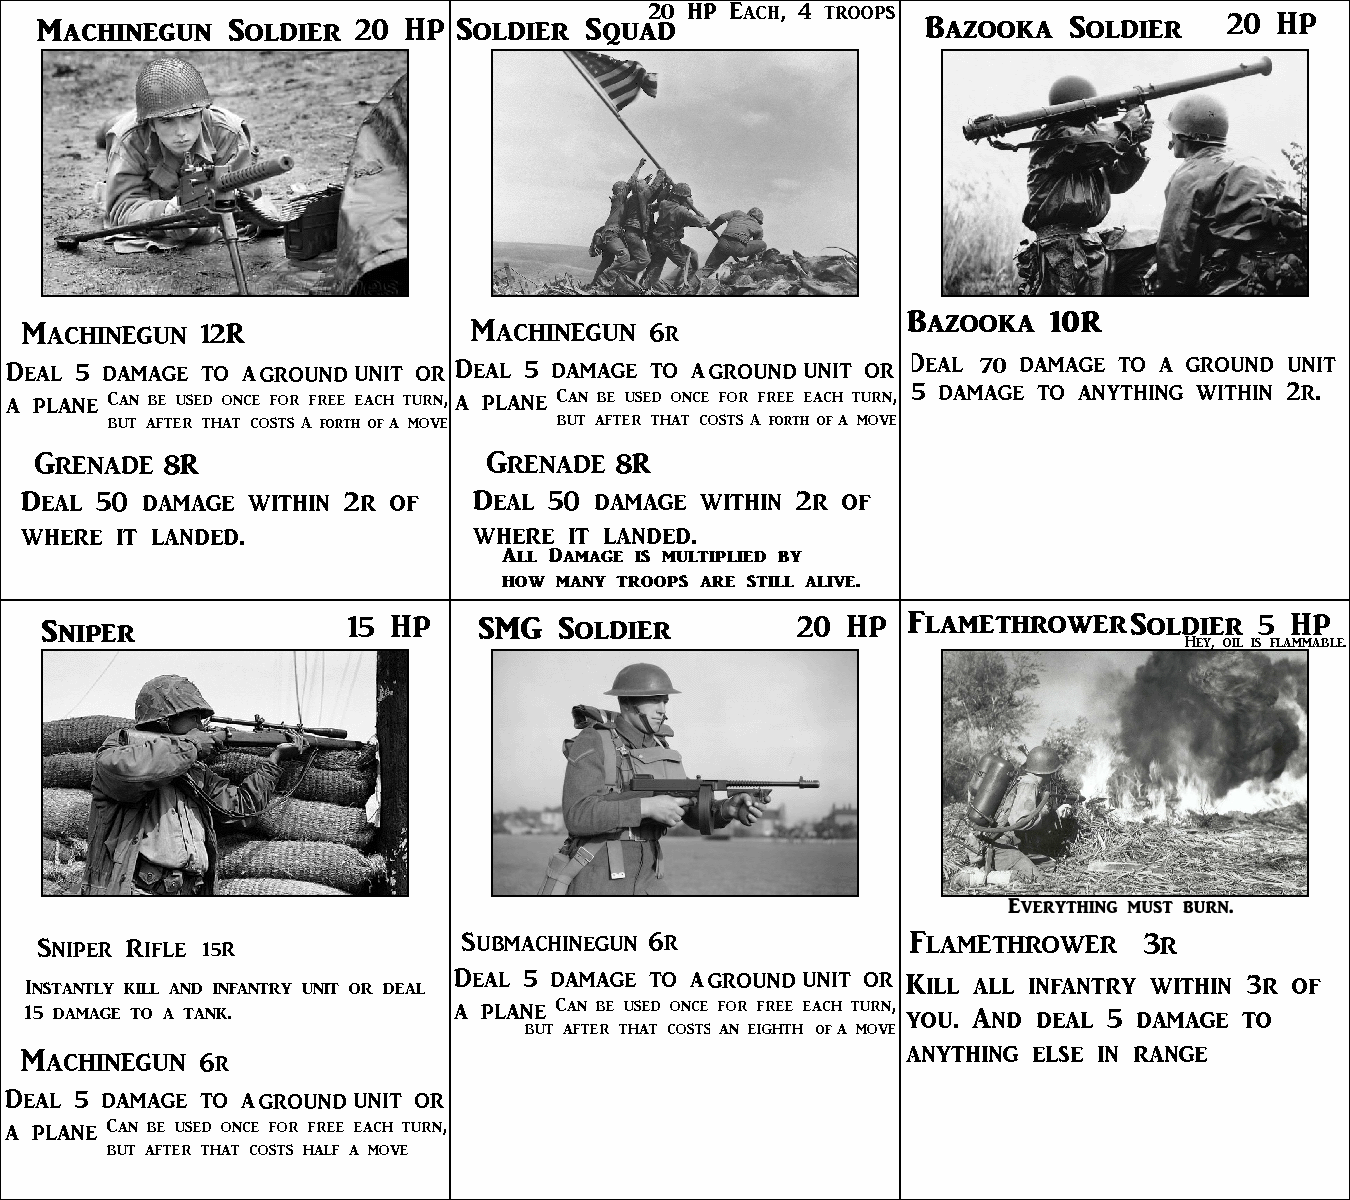 Machinegun Soldier 20 HP
Deal 5 damage to a ground unit or
a plane Can be used once for free each turn,
but after that costs a forth of a move
Machinegun 12R
Grenade 8R
Deal 50 damage within 2R of
where it landed.
20 HP Each, 4 troops
Soldier Squad
Machinegun 6R
Deal 5 damage to a ground unit or
a plane Can be used once for free each turn,
but after that costs a forth of a move
Grenade 8R
Deal 50 damage within 2R of
where it landed.
All Damage is multiplied by
how many troops are still alive.
Bazooka Soldier 20 HP
Bazooka 10R
Deal 70 damage to a ground unit
5 damage to anything within 2R.
Sniper 15 HP
Sniper Rifle 15R
Instantly kill and infantry unit or deal
15 damage to a tank.
Machinegun 6R
Deal 5 damage to a ground unit or
a plane Can be used once for free each turn,
but after that costs half a move
SMG Soldier 20 HP
Submachinegun 6R
Deal 5 damage to a ground unit or
a plane Can be used once for free each turn,
but after that costs an eighth of a move
Flamethrower Soldier 5 HP
Hey, oil is flammable.
Everything must burn.
Flamethrower 3R
Kill all infantry within 3R of
you. And deal 5 damage to
anything else in range